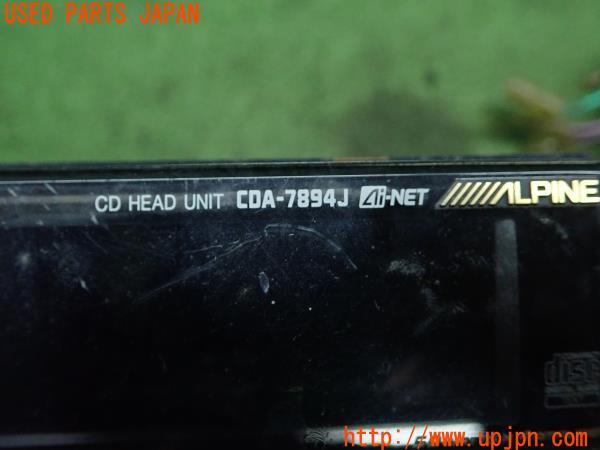 USED PARTS JAPAN
CD HEAD UNIT CDA-7894J Ai-NET ALPINE
disc
http://www.upjpn.com